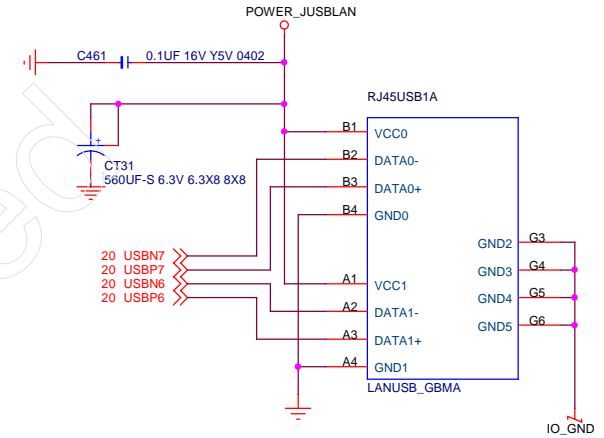 POWER_JUSBLAN
C461 0.1UF 16V Y5V 0402
RJ45USB1A
B1 VCC0
B2 DATA0-
B3 DATA0+
B4 GND0
+
CT31
560UF-S 6.3V 6.3X8 8X8
GND2 G3
20 USBN7
20 USBP7
20 USBN6
20 USBP6
GND3 G4
A1 VCC1
GND4 G5
A2 DATA1-
GND5 G6
A3 DATA1+
A4 GND1
LANUSB_GBMA
IO_GND